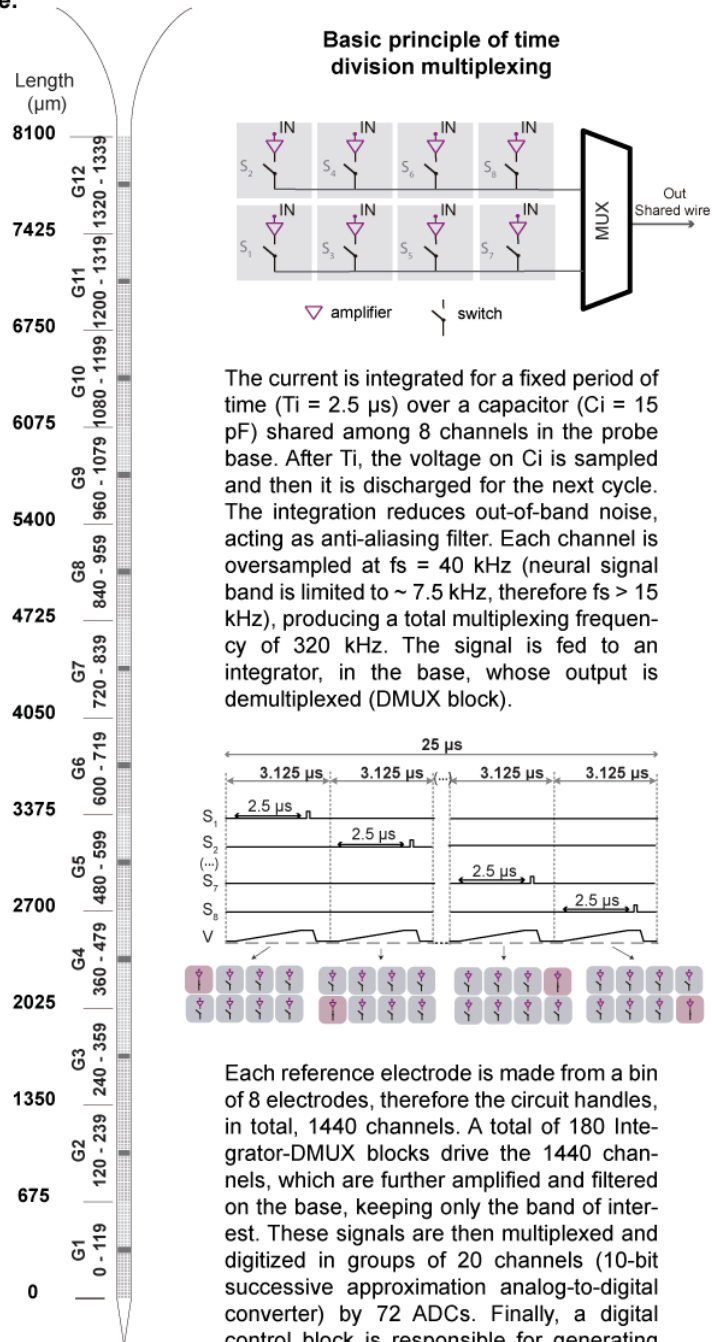 e.
Length
(µm)
8100
7425
6750
6075
5400
4725
4050
3375
2700
2025
1350
675
0
G12
1320 - 1339
G11
1200 - 1319
G10
1080 - 1199
G9
960 - 1079
G8
840 - 959
G7
720 - 839
G6
600 - 719
G5
480 - 599
G4
360 - 479
G3
240 - 359
G2
120 - 239
G1
0 - 119
Basic principle of time
division multiplexing
IN IN IN IN
S2 S4 S6 S8
IN IN IN IN
S1 S3 S5 S7
MUX
Out
Shared wire
amplifier switch
The current is integrated for a fixed period of
time (Ti = 2.5 µs) over a capacitor (Ci = 15
pF) shared among 8 channels in the probe
base. After Ti, the voltage on Ci is sampled
and then it is discharged for the next cycle.
The integration reduces out-of-band noise,
acting as anti-aliasing filter. Each channel is
oversampled at fs = 40 kHz (neural signal
band is limited to ~ 7.5 kHz, therefore fs > 15
kHz), producing a total multiplexing frequen-
cy of 320 kHz. The signal is fed to an
integrator, in the base, whose output is
demultiplexed (DMUX block).
25 µs
3.125 µs 3.125 µs (...) 3.125 µs 3.125 µs
S1 2.5 µs
S2 2.5 µs
(...)
S7 2.5 µs
S8 2.5 µs
V
Each reference electrode is made from a bin
of 8 electrodes, therefore the circuit handles,
in total, 1440 channels. A total of 180 Inte-
grator-DMUX blocks drive the 1440 chan-
nels, which are further amplified and filtered
on the base, keeping only the band of inter-
est. These signals are then multiplexed and
digitized in groups of 20 channels (10-bit
successive approximation analog-to-digital
converter) by 72 ADCs. Finally, a digital
control block is responsible for generating